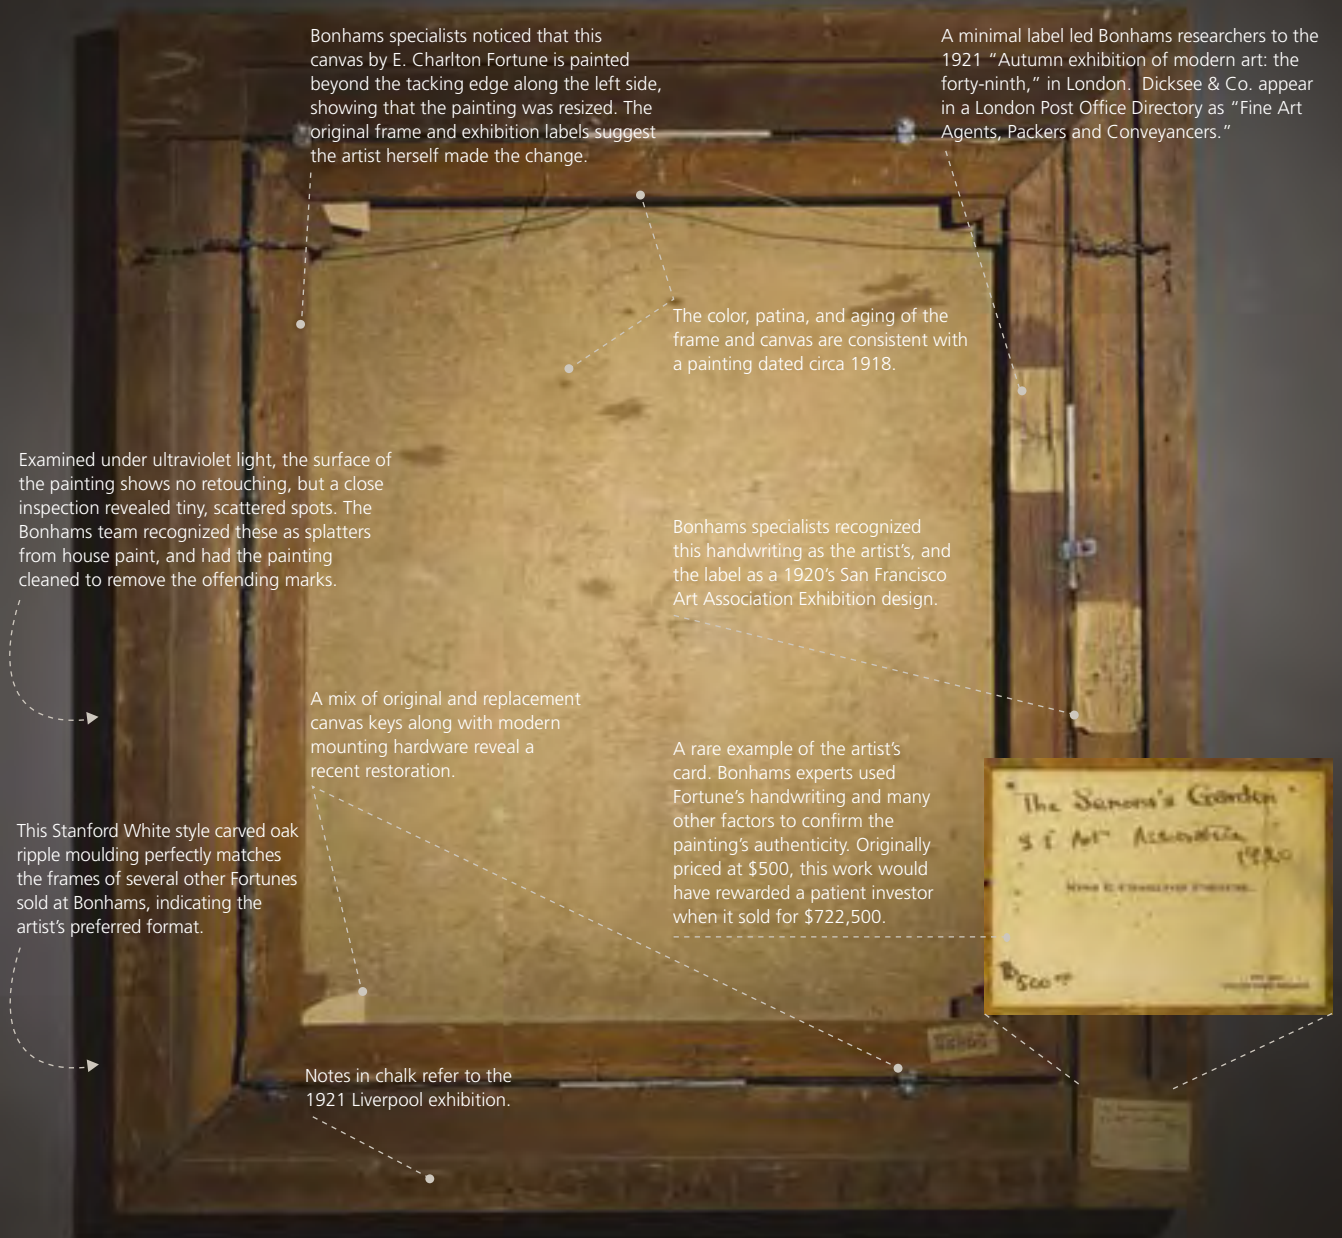 Bonhams specialists noticed that this
canvas by E. Charlton Fortune is painted
beyond the tacking edge along the left side,
showing that the painting was resized. The
original frame and exhibition labels suggest
the artist herself made the change.
A minimal label led Bonhams researchers to the
1921 “Autumn exhibition of modern art: the
forty-ninth,” in London. Dicksee & Co. appear
in a London Post Office Directory as “Fine Art
Agents, Packers and Conveyancers.”
The color, patina, and aging of the
frame and canvas are consistent with
a painting dated circa 1918.
Examined under ultraviolet light, the surface of
the painting shows no retouching, but a close
inspection revealed tiny, scattered spots. The
Bonhams team recognized these as splatters
from house paint, and had the painting
cleaned to remove the offending marks.
Bonhams specialists recognized
this handwriting as the artist’s, and
the label as a 1920’s San Francisco
Art Association Exhibition design.
A mix of original and replacement
canvas keys along with modern
mounting hardware reveal a
recent restoration.
A rare example of the artist’s
card. Bonhams experts used
Fortune’s handwriting and many
other factors to confirm the
painting’s authenticity. Originally
priced at $500, this work would
have rewarded a patient investor
when it sold for $722,500.
This Stanford White style carved oak
ripple moulding perfectly matches
the frames of several other Fortunes
sold at Bonhams, indicating the
artist’s preferred format.
Notes in chalk refer to the
1921 Liverpool exhibition.
"The Garden"
S F Art Association
1920
Miss E. Charlton Fortune
$500